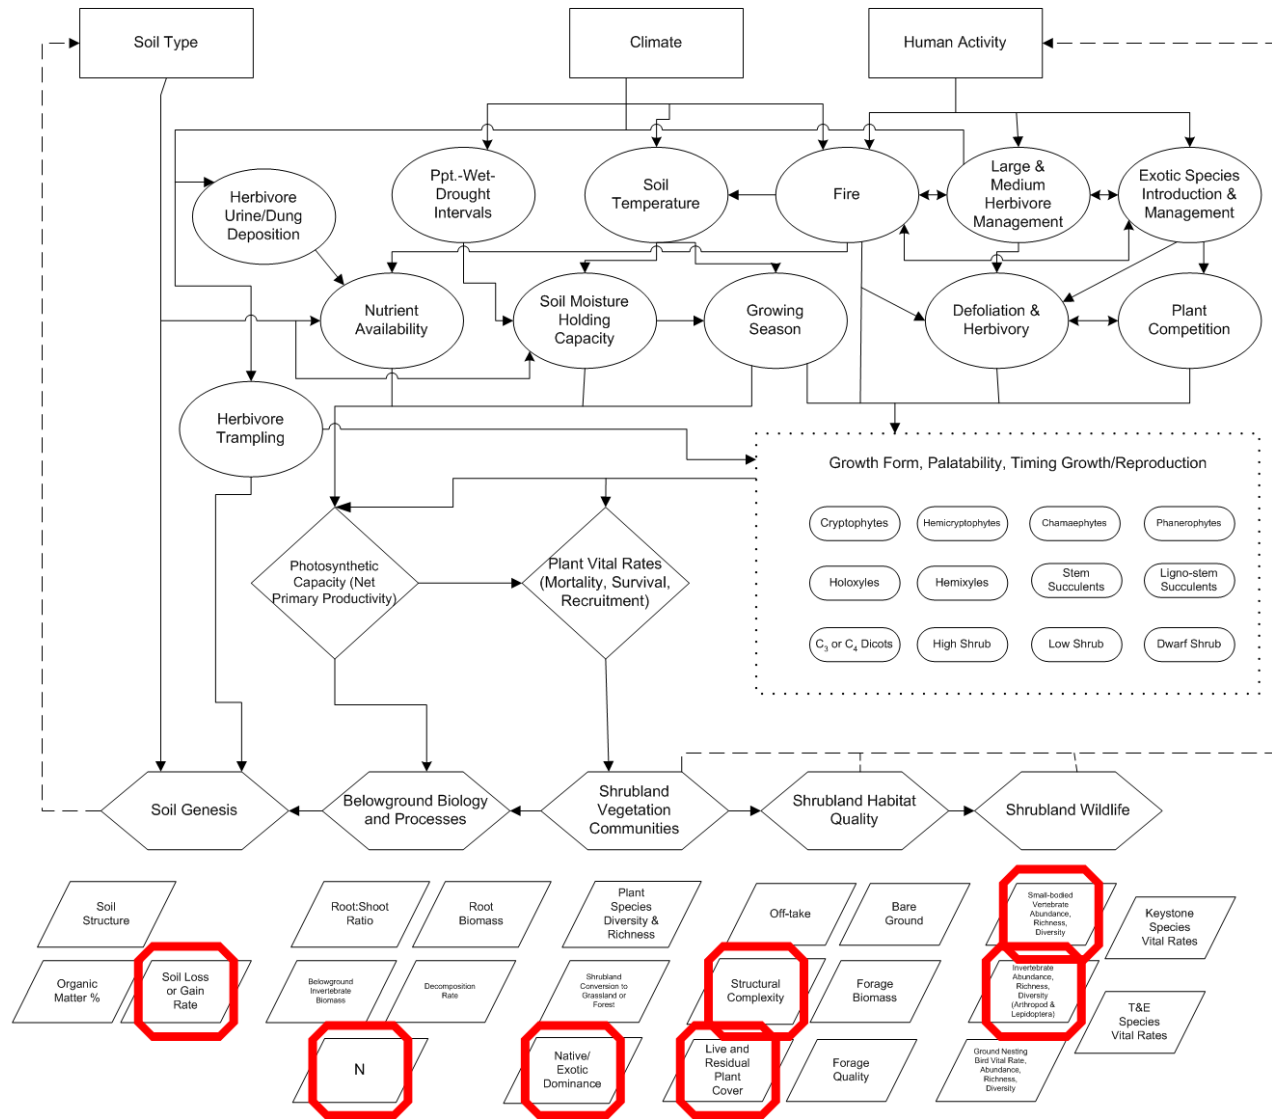 Soil Type
Climate
Human Activity
Herbivore
Urine/Dung
Deposition
Ppt.-Wet-
Drought
Intervals
Soil
Temperature
Fire
Large &
Medium
Herbivore
Management
Exotic Species
Introduction &
Management
Nutrient
Availability
Soil Moisture
Holding
Capacity
Growing
Season
Defoliation &
Herbivory
Plant
Competition
Herbivore
Trampling
Growth Form, Palatability, Timing Growth/Reproduction
Cryptophytes
Hemicryptophytes
Chamaephytes
Phanerophytes
Holoxyles
Hemixyles
Stem
Succulents
Ligno-stem
Succulents
C3 or C4 Dicots
High Shrub
Low Shrub
Dwarf Shrub
Photosynthetic
Capacity (Net
Primary Productivity)
Plant Vital Rates
(Mortality, Survival,
Recruitment)
Soil Genesis
Belowground Biology
and Processes
Shrubland
Vegetation
Communities
Shrubland Habitat
Quality
Shrubland Wildlife
Soil
Structure
Root:Shoot
Ratio
Root
Biomass
Plant
Species
Diversity &
Richness
Off-take
Bare
Ground
Small-bodied
Vertebrate
Abundance,
Richness,
Diversity
Keystone
Species
Vital Rates
Organic
Matter %
Soil Loss
or Gain
Rate
Belowground
Invertebrate
Biomass
Decomposition
Rate
Shrubland
Conversion to
Grassland or
Forest
Structural
Complexity
Forage
Biomass
Invertebrate
Abundance,
Richness,
Diversity
(Arthropod &
Lepidoptera)
T&E
Species
Vital Rates
N
Native/
Exotic
Dominance
Live and
Residual
Plant
Cover
Forage
Quality
Ground Nesting
Bird Vital Rate,
Abundance,
Richness,
Diversity